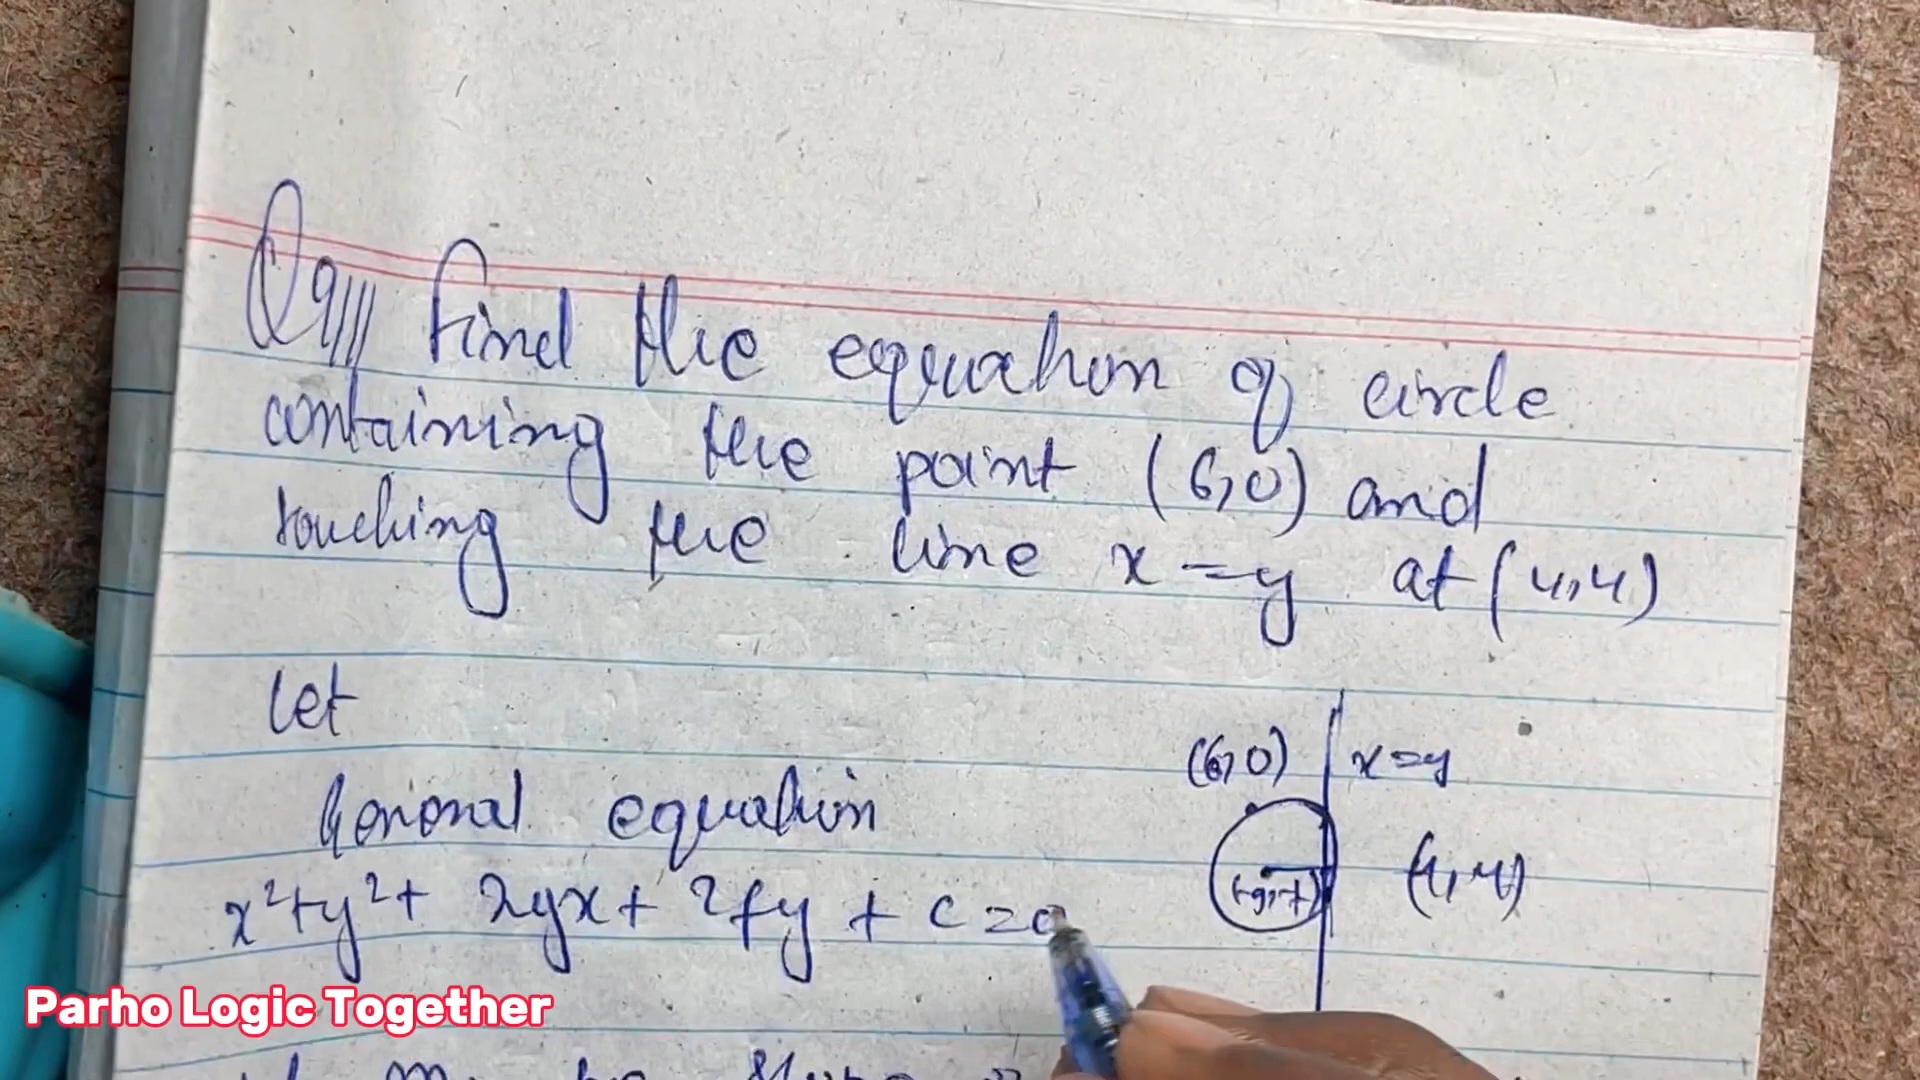 Q9/// Find the equation of circle
containing the point (6,0) and
touching the line x=y at (4,4)
Let
General equation
x²+y²+ 2gx+ 2fy + c=0
(6,0) x=y
(-g,-f) (4,4)
Parho Logic Together